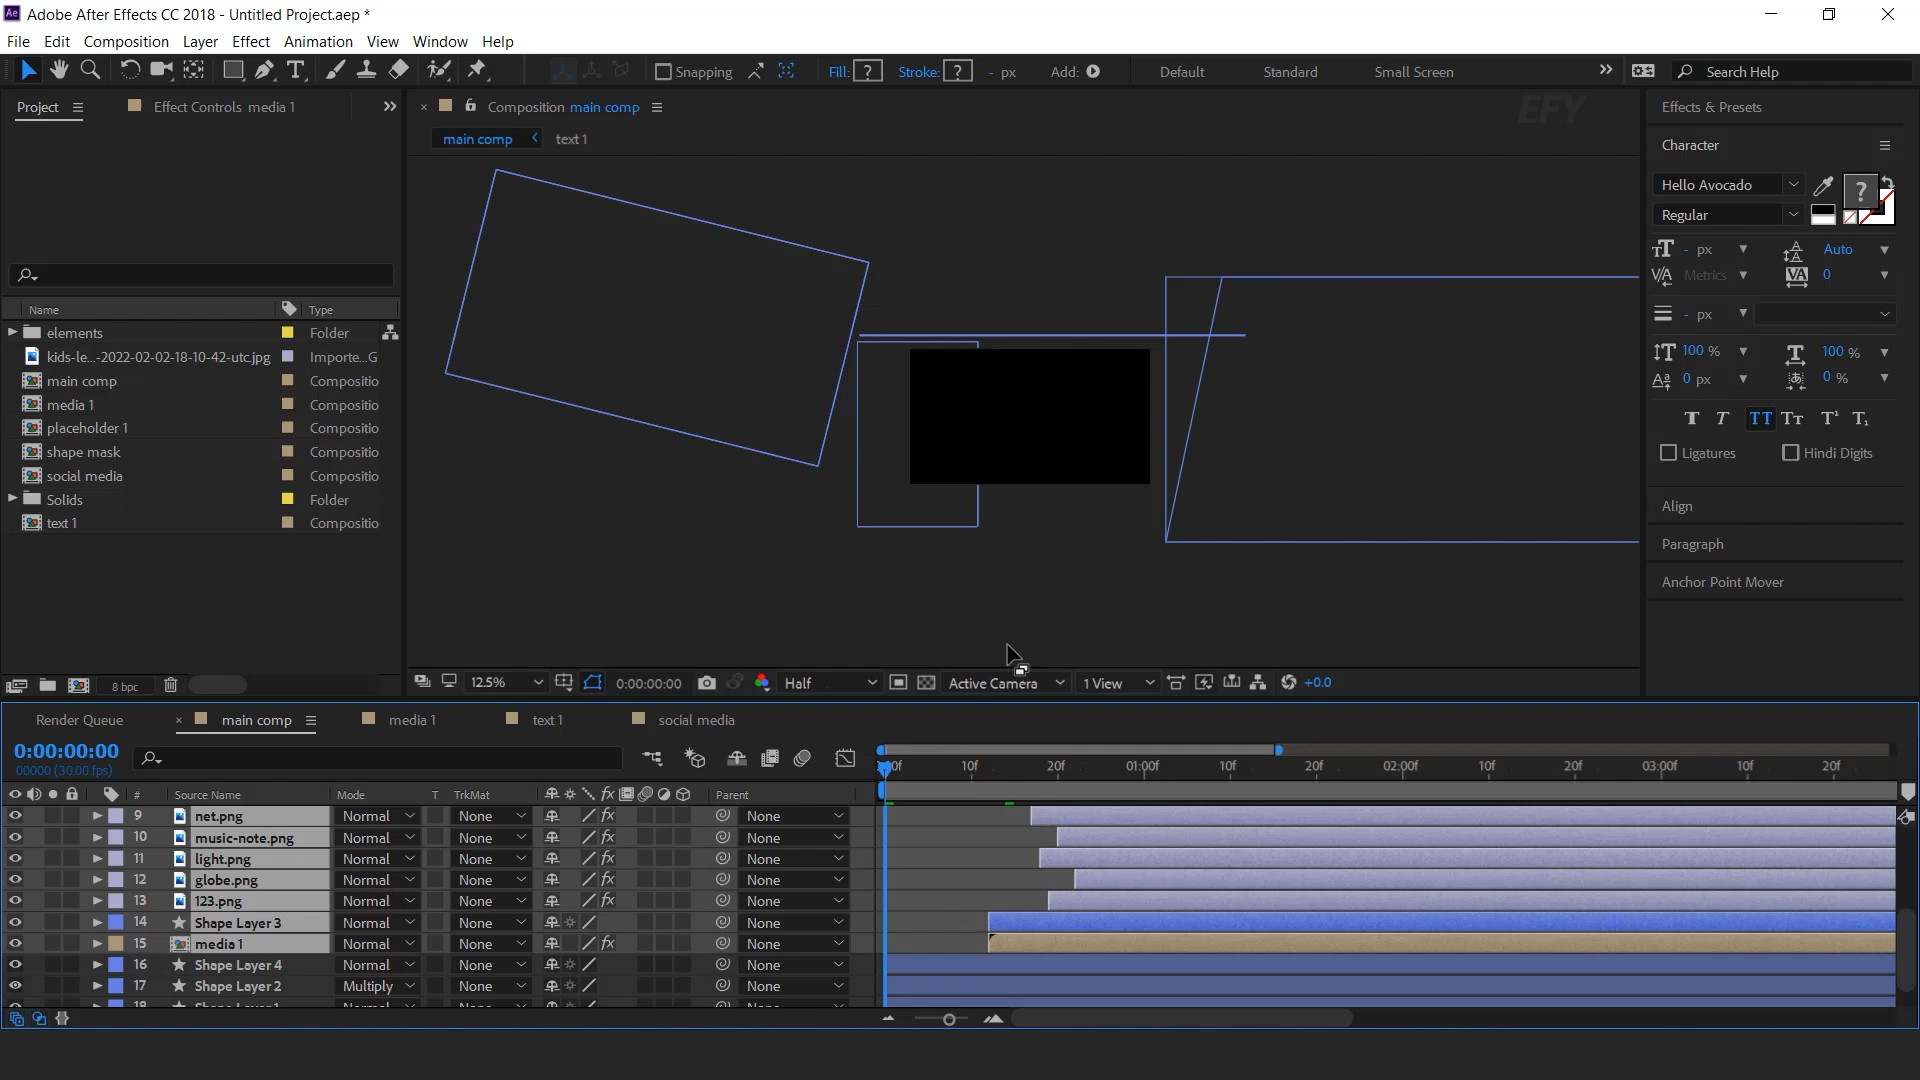 Ae Adobe After Effects CC 2018 - Untitled Project.aep *
File Edit Composition Layer Effect Animation View Window Help
Snapping Fill: ? Stroke: ? - px Add: Default Standard Small Screen Search Help
Project Effect Controls media 1
Composition main comp
EFY
Effects & Presets
main comp text 1
Character
Hello Avocado
Regular
?
- px Auto
Metrics 0
- px
100 % 100 %
0 px 0 %
Ligatures Hindi Digits
Align
Paragraph
Anchor Point Mover
Name Type
elements Folder
kids-le...-2022-02-02-18-10-42-utc.jpg Importe...G
main comp Compositio
media 1 Compositio
placeholder 1 Compositio
shape mask Compositio
social media Compositio
Solids Folder
text 1 Compositio
8 bpc
12.5% 0:00:00:00 Half Active Camera 1 View +0.0
Render Queue main comp media 1 text 1 social media
0:00:00:00
00000 (30.00 fps)
10f 20f 01:00f 10f 20f 02:00f 10f 20f 03:00f 10f 20f
# Source Name Mode T TrkMat fx Parent
9 net.png Normal None fx None
10 music-note.png Normal None fx None
11 light.png Normal None fx None
12 globe.png Normal None fx None
13 123.png Normal None fx None
14 Shape Layer 3 Normal None None
15 media 1 Normal None fx None
16 Shape Layer 4 Normal None None
17 Shape Layer 2 Multiply None None